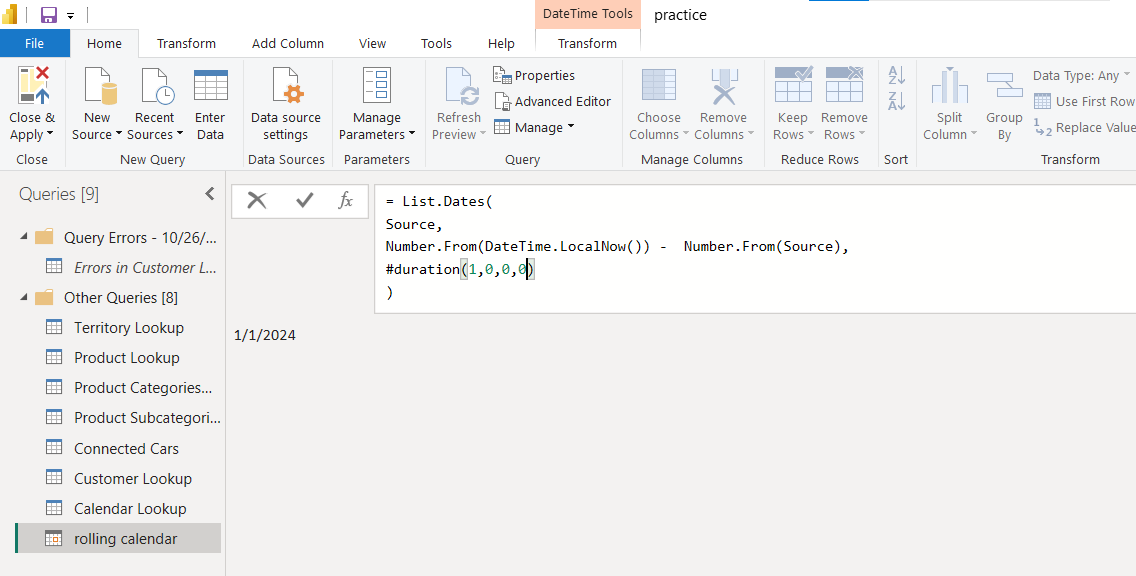 DateTime Tools
practice
File
Home
Transform
Add Column
View
Tools
Help
Transform
Close &
Apply
New
Source
Recent
Sources
Enter
Data
Data source
settings
Manage
Parameters
Refresh
Preview
Properties
Advanced Editor
Manage
Choose
Columns
Remove
Columns
Keep
Rows
Remove
Rows
A
Z
Z
A
Split
Column
Group
By
Data Type: Any
Use First Row
1
2
Replace Value
Close
New Query
Data Sources
Parameters
Query
Manage Columns
Reduce Rows
Sort
Transform
Queries [9]
Query Errors - 10/26/...
Errors in Customer L...
Other Queries [8]
Territory Lookup
Product Lookup
Product Categories...
Product Subcategori...
Connected Cars
Customer Lookup
Calendar Lookup
rolling calendar
fx
= List.Dates(
Source,
Number.From(DateTime.LocalNow()) -  Number.From(Source),
#duration(1,0,0,0)
)
1/1/2024